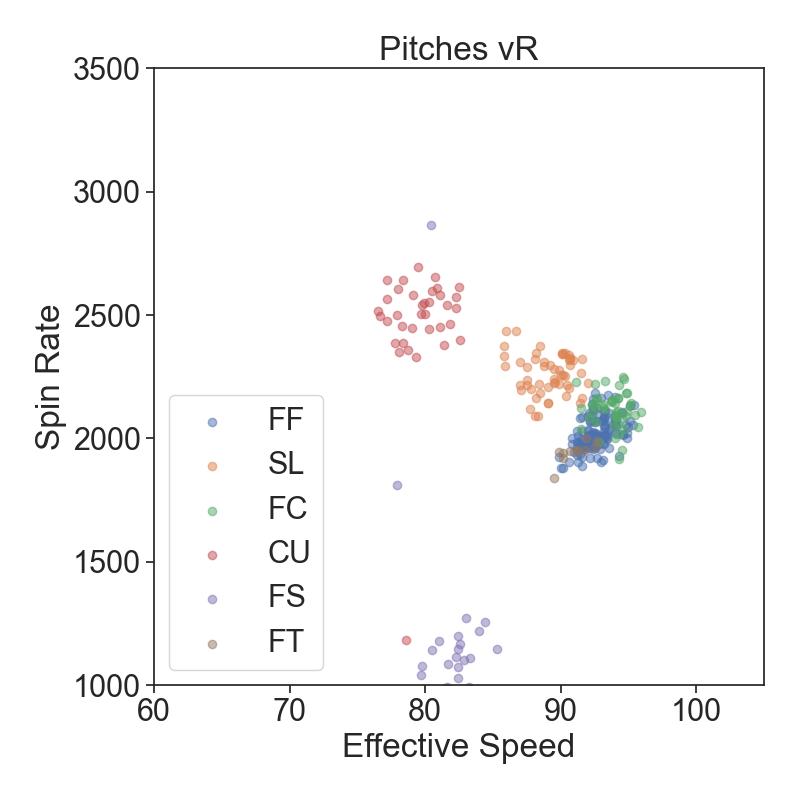 Pitches vR
3500
3000
2500
2000
1500
1000
Spin Rate
FF
SL
FC
CU
FS
FT
60 70 80 90 100
Effective Speed